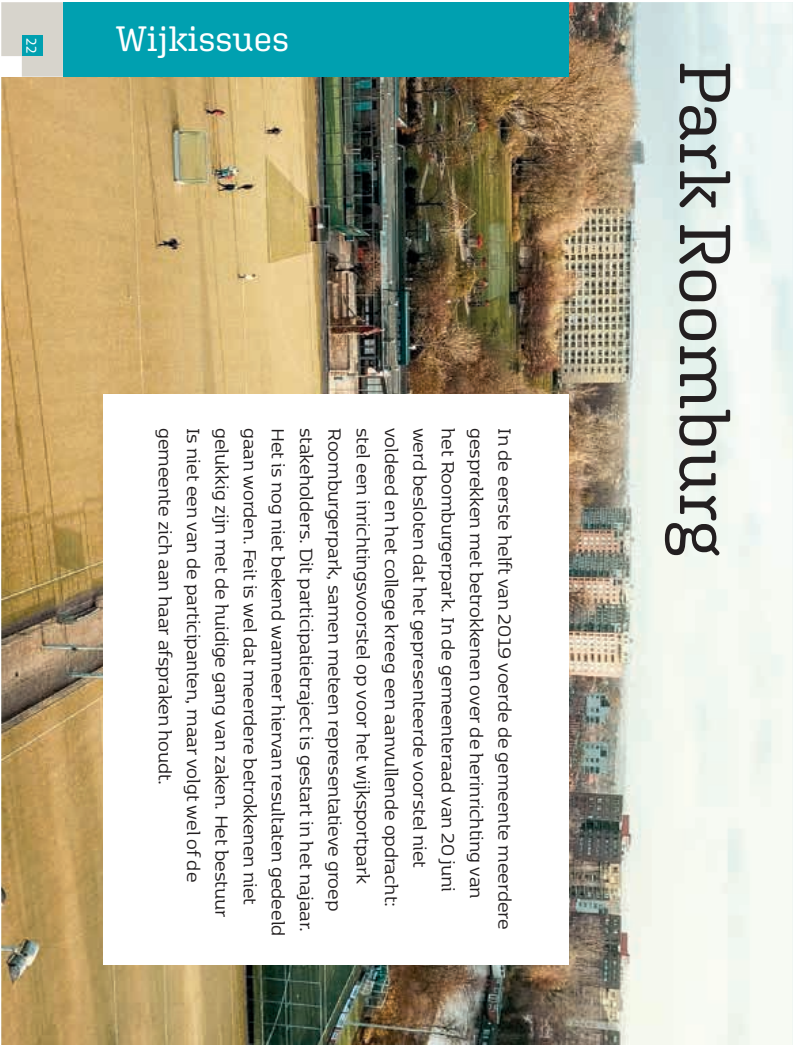 Park Roomburg
Wijkissues
In de eerste helft van 2019 voerde de gemeente meerdere
gesprekken met betrokkenen over de herinrichting van
het Roomburgerpark. In de gemeenteraad van 20 juni
werd besloten dat het gepresenteerde voorstel niet
voldeed en het college kreeg een aanvullende opdracht:
stel een inrichtingsvoorstel op voor het wijksportpark
Roomburgerpark, samen meteen representatieve groep
stakeholders. Dit participatietraject is gestart in het najaar.
Het is nog niet bekend wanneer hiervan resultaten gedeeld
gaan worden. Feit is wel dat meerdere betrokkenen niet
gelukkig zijn met de huidige gang van zaken. Het bestuur
Is niet een van de participanten, maar volgt wel of de
gemeente zich aan haar afspraken houdt.
22